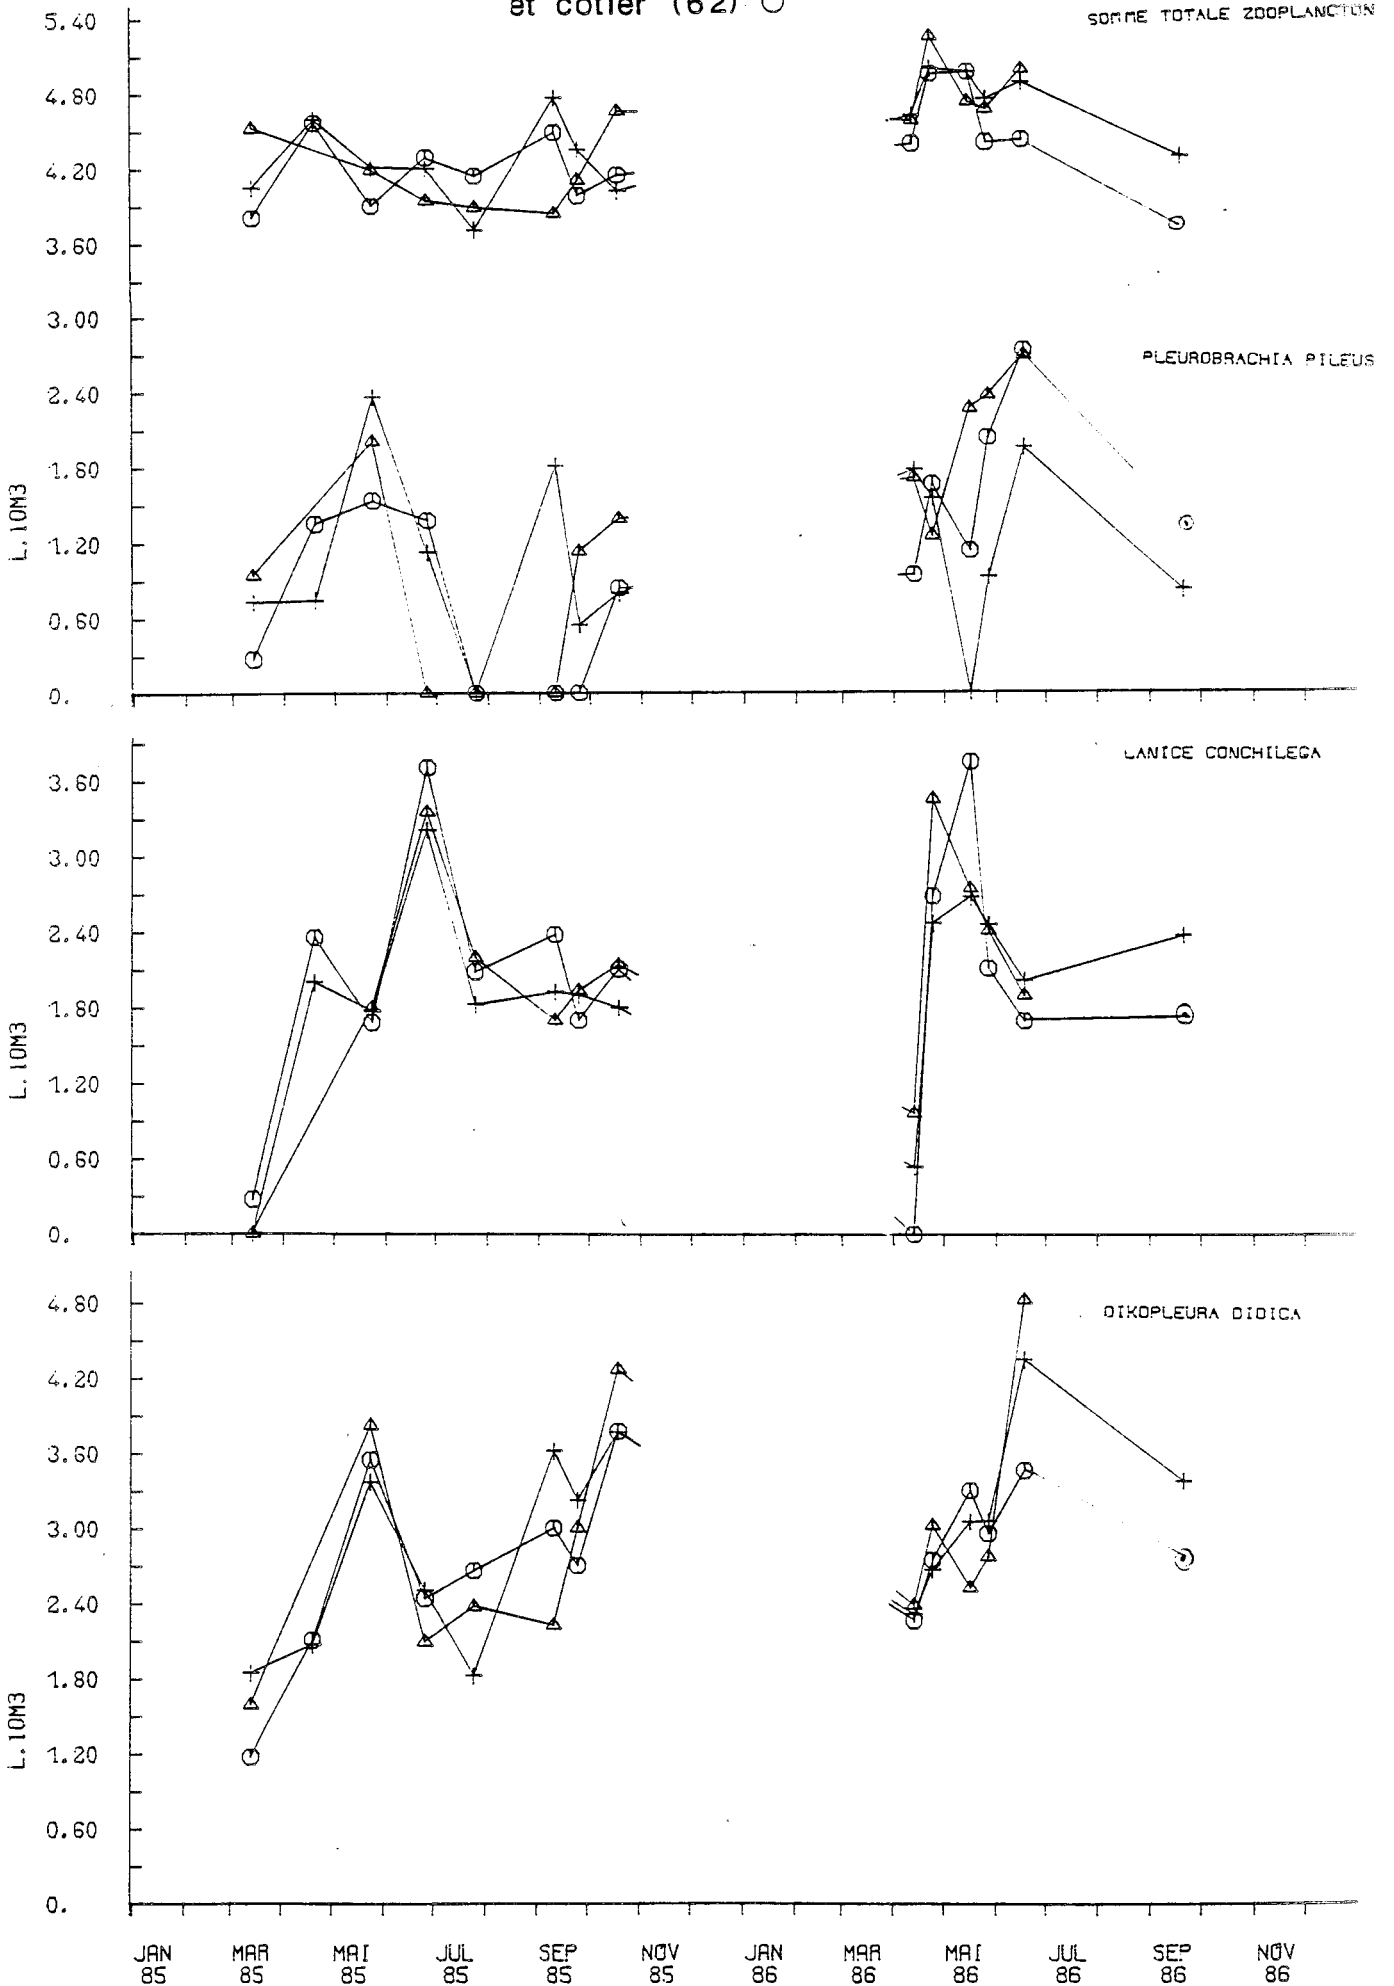 et cotier (62) O
SOMME TOTALE ZOOPLANCTON
5.40
4.80
4.20
3.60
3.00
PLEUROBRACHIA PILEUS
2.40
1.80
1.20
0.60
0.
L.10M3
LANICE CONCHILEGA
3.60
3.00
2.40
1.80
1.20
0.60
0.
L.10M3
OIKOPLEURA DIOICA
4.80
4.20
3.60
3.00
2.40
1.80
1.20
0.60
0.
L.10M3
JAN MAR MAI JUL SEP NOV JAN MAR MAI JUL SEP NOV
85 85 85 85 85 85 86 86 86 86 86 86